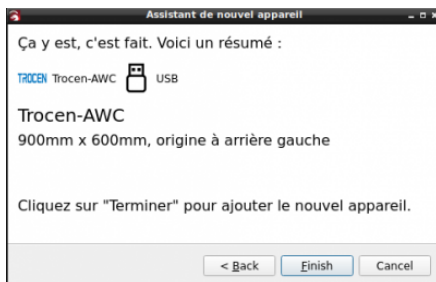 Assistant de nouvel appareil
Ça y est, c'est fait. Voici un résumé :
TROCEN Trocen-AWC USB
Trocen-AWC
900mm x 600mm, origine à arrière gauche
Cliquez sur "Terminer" pour ajouter le nouvel appareil.
< Back Finish Cancel